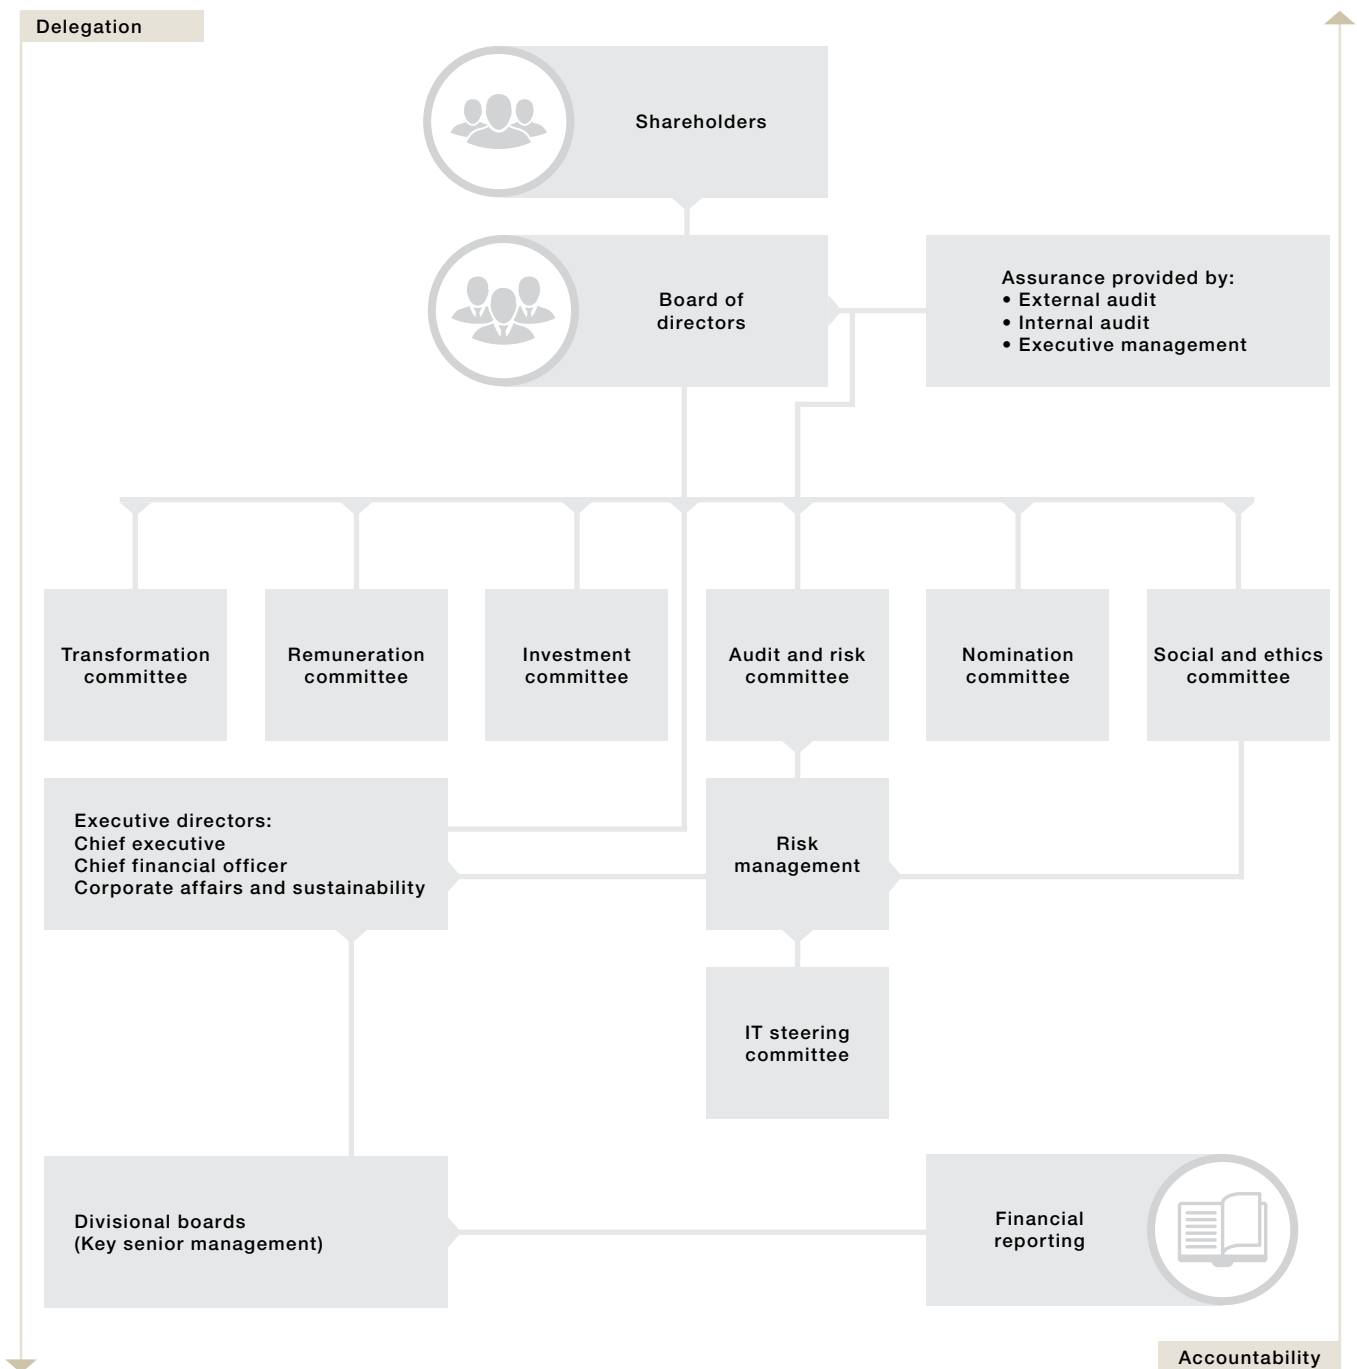 Delegation
Shareholders
Board of
directors
Assurance provided by:
• External audit
• Internal audit
• Executive management
Transformation
committee
Remuneration
committee
Investment
committee
Audit and risk
committee
Nomination
committee
Social and ethics
committee
Executive directors:
Chief executive
Chief financial officer
Corporate affairs and sustainability
Risk
management
IT steering
committee
Divisional boards
(Key senior management)
Financial
reporting
Accountability